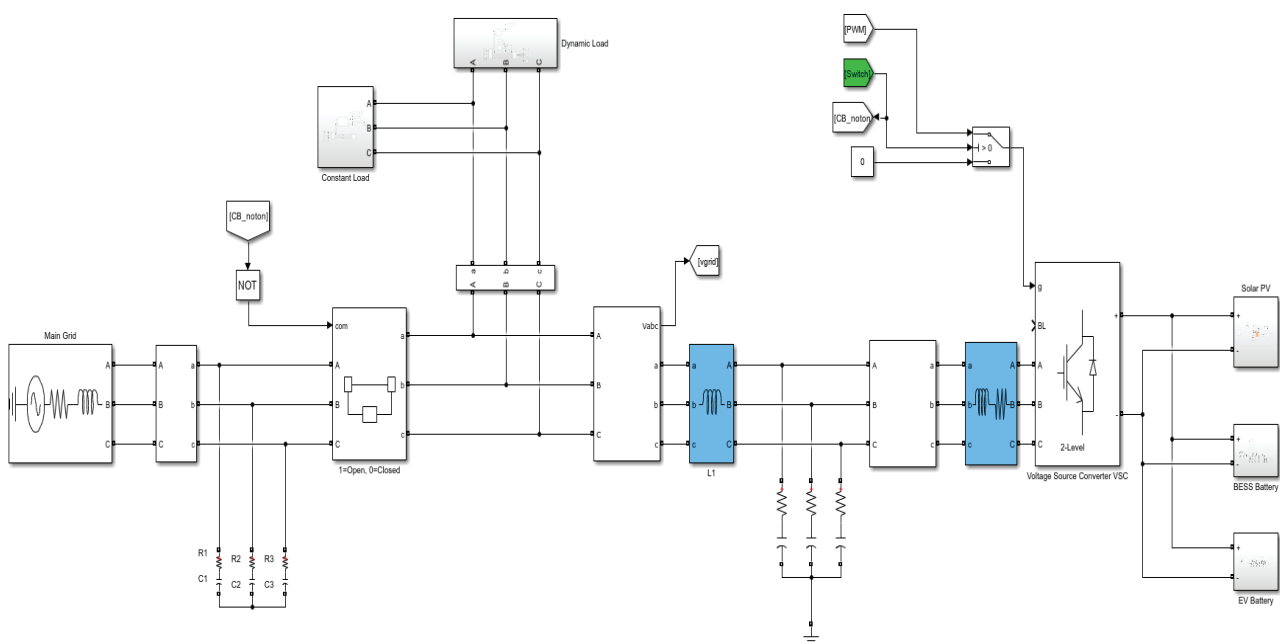 Dynamic Load
A
B
C
A
B
C
Constant Load
[PWM]
[Switch]
[CB_noton
0
> 0
[CB_noton]
NOT
a
b
c
A
B
C
[vgrid]
g
BL
Solar PV
+
-
Main Grid
A
B
C
A
B
C
a
b
c
com
A
B
C
a
b
c
1=Open, 0=Closed
A
B
C
Vabc
a
b
c
a
b
c
A
B
C
L1
A
B
C
a
b
c
a
b
c
A
B
C
A
B
C
+
-
2-Level
Voltage Source Converter VSC
+
-
BESS Battery
+
-
EV Battery
R1
R2
R3
C1
C2
C3